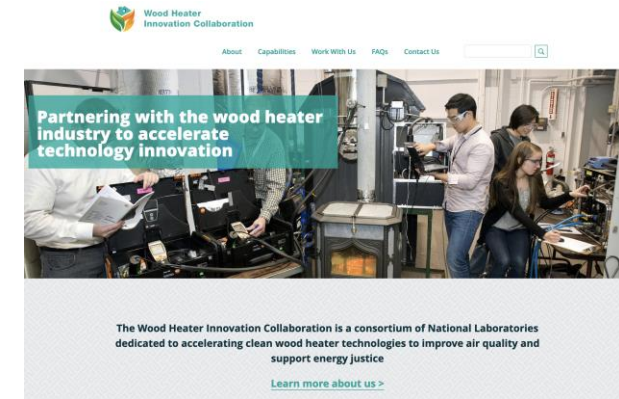 Wood Heater
Innovation Collaboration
About Capabilities Work With Us FAQs Contact Us
Partnering with the wood heater
industry to accelerate
technology innovation
The Wood Heater Innovation Collaboration is a consortium of National Laboratories
dedicated to accelerating clean wood heater technologies to improve air quality and
support energy justice
Learn more about us >